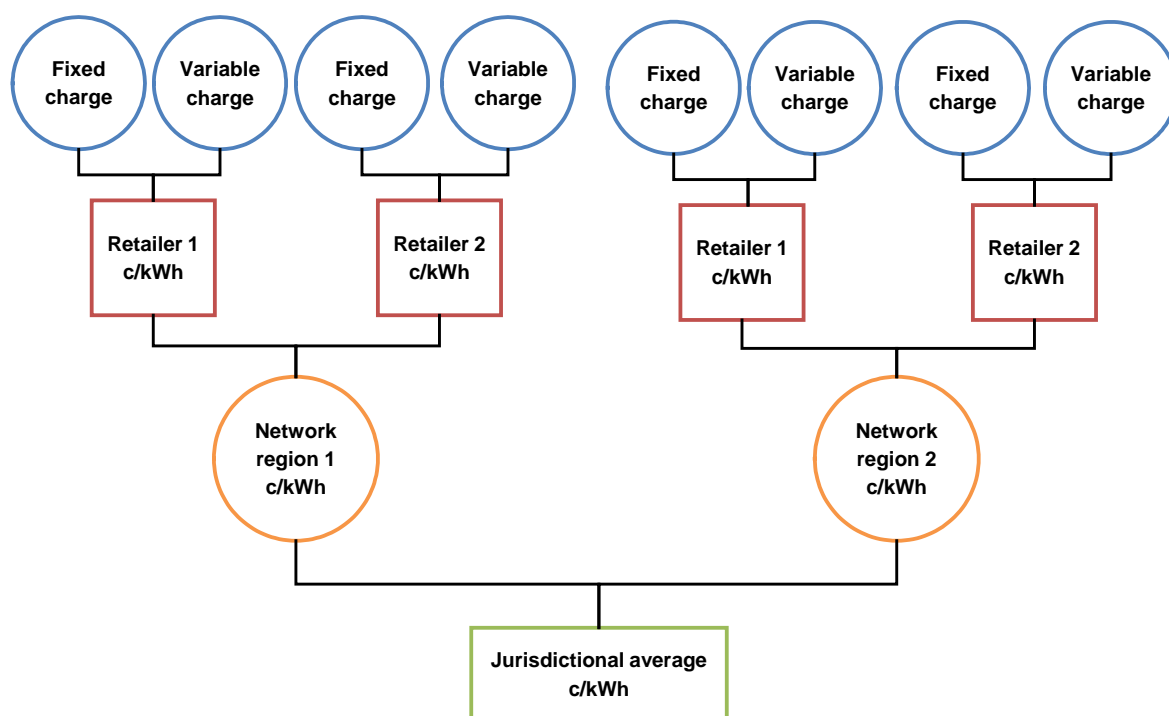 Fixed
charge
Variable
charge
Fixed
charge
Variable
charge
Fixed
charge
Variable
charge
Fixed
charge
Variable
charge
Retailer 1
c/kWh
Retailer 2
c/kWh
Retailer 1
c/kWh
Retailer 2
c/kWh
Network
region 1
c/kWh
Network
region 2
c/kWh
Jurisdictional average
c/kWh